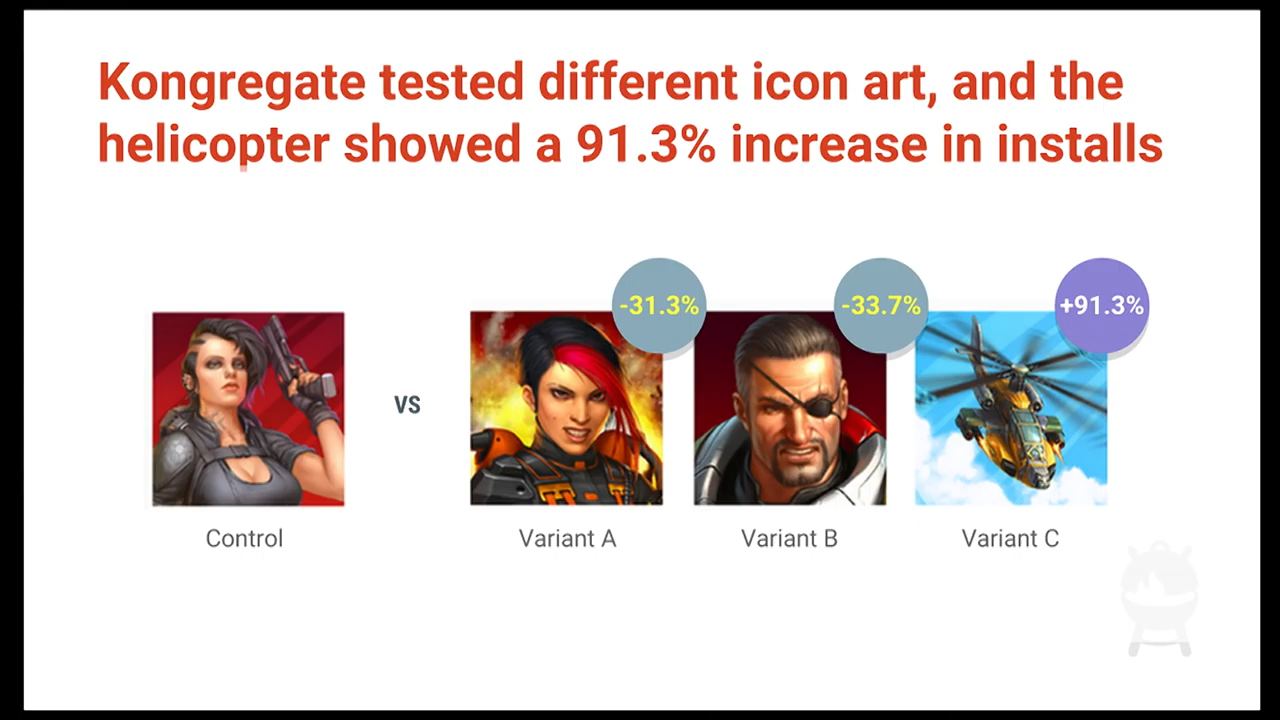 Kongregate tested different icon art, and the
helicopter showed a 91.3% increase in installs
-31.3%
-33.7%
+91.3%
vs
Control
Variant A
Variant B
Variant C